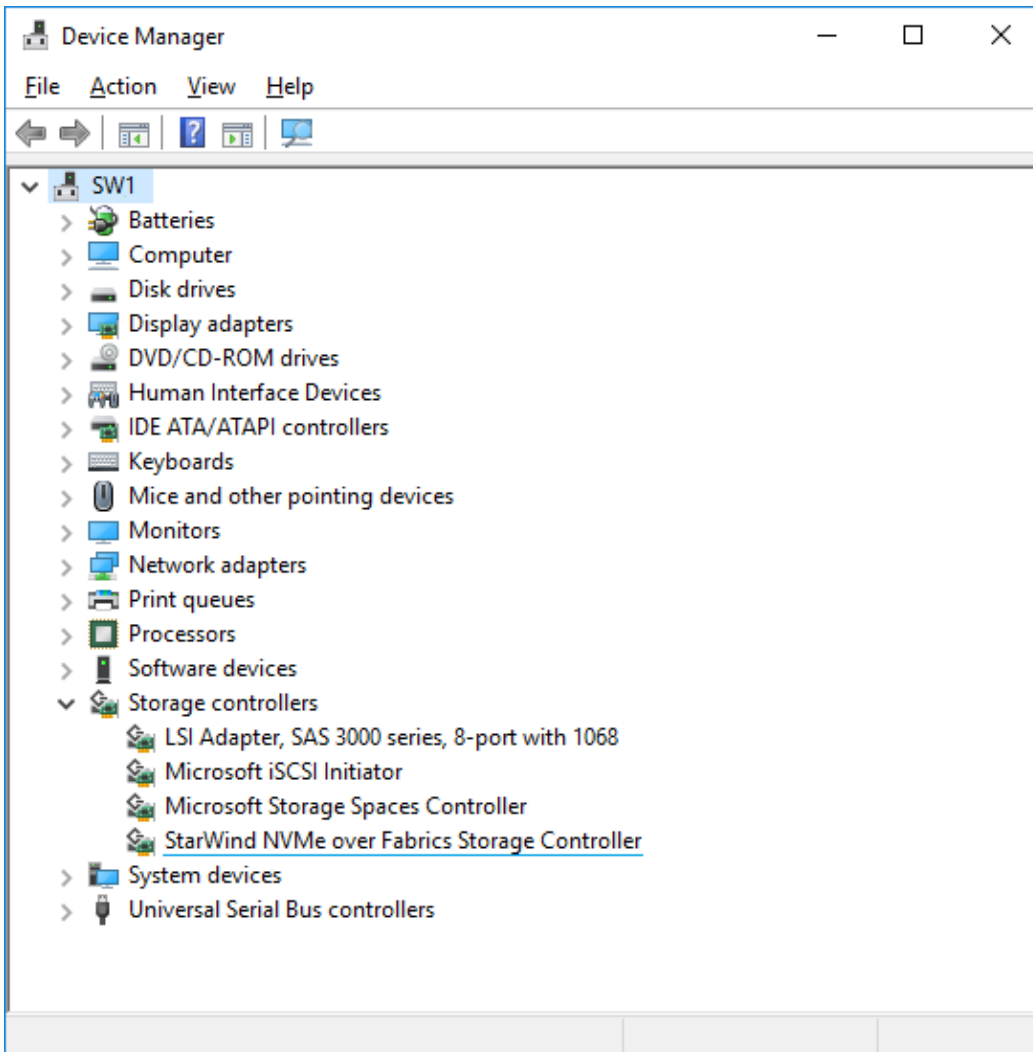 Device Manager
File Action View Help
SW1
Batteries
Computer
Disk drives
Display adapters
DVD/CD-ROM drives
Human Interface Devices
IDE ATA/ATAPI controllers
Keyboards
Mice and other pointing devices
Monitors
Network adapters
Print queues
Processors
Software devices
Storage controllers
LSI Adapter, SAS 3000 series, 8-port with 1068
Microsoft iSCSI Initiator
Microsoft Storage Spaces Controller
StarWind NVMe over Fabrics Storage Controller
System devices
Universal Serial Bus controllers